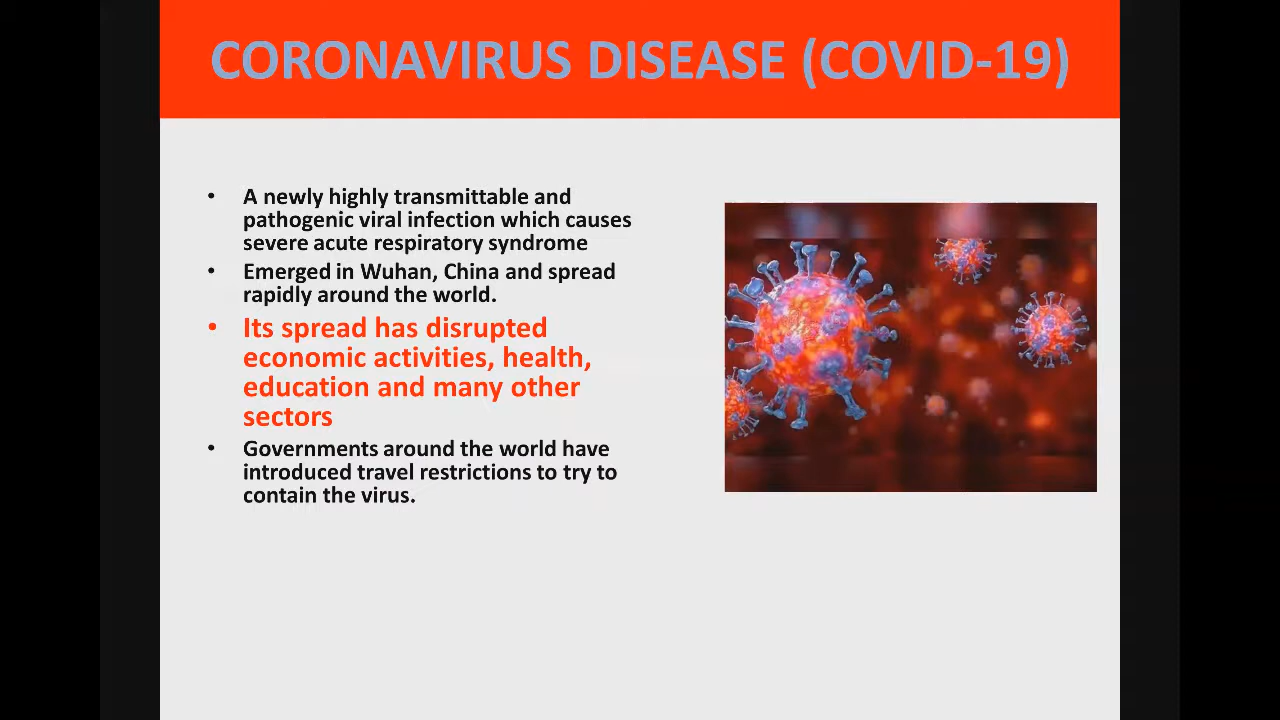 CORONAVIRUS DISEASE (COVID-19)
• A newly highly transmittable and
pathogenic viral infection which causes
severe acute respiratory syndrome
• Emerged in Wuhan, China and spread
rapidly around the world.
• Its spread has disrupted
economic activities, health,
education and many other
sectors
• Governments around the world have
introduced travel restrictions to try to
contain the virus.